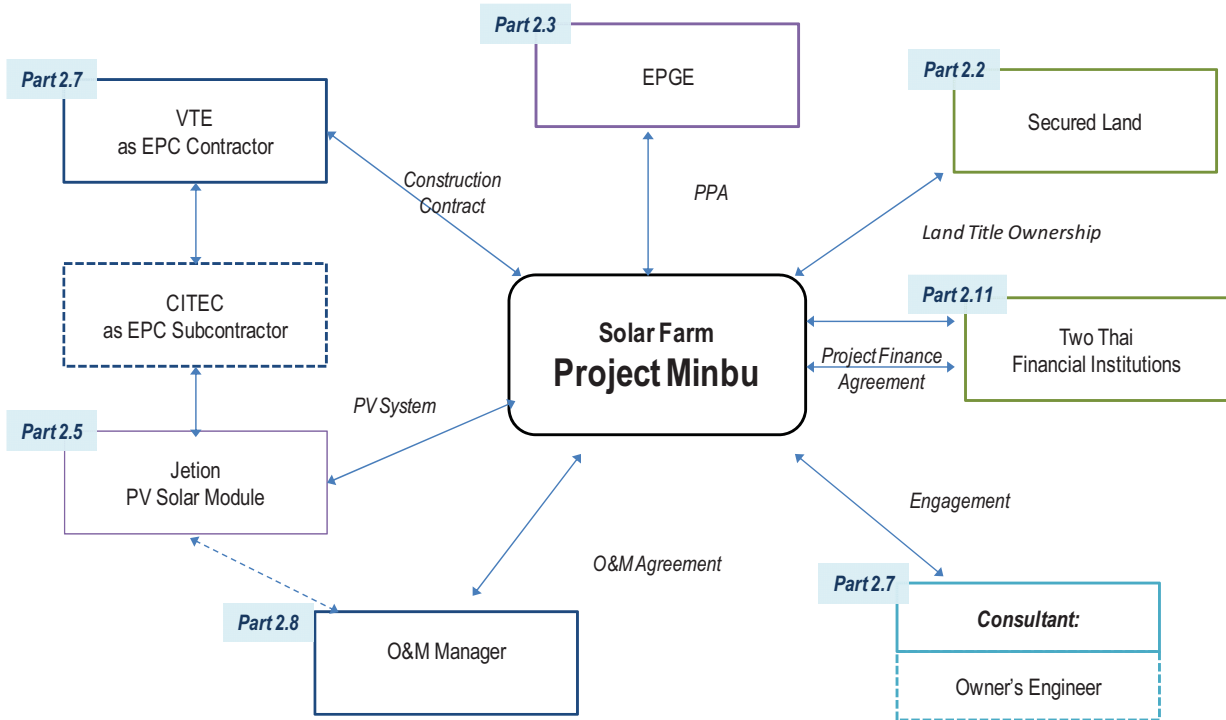 Part 2.3
EPGE
Part 2.7
VTE
as EPC Contractor
Part 2.2
Secured Land
Construction
Contract
PPA
Land Title Ownership
CITEC
as EPC Subcontractor
Solar Farm
Project Minbu
Part 2.11
Two Thai
Financial Institutions
Project Finance
Agreement
PV System
Part 2.5
Jetion
PV Solar Module
Engagement
O&M Agreement
Part 2.8
O&M Manager
Part 2.7
Consultant:
Owner's Engineer